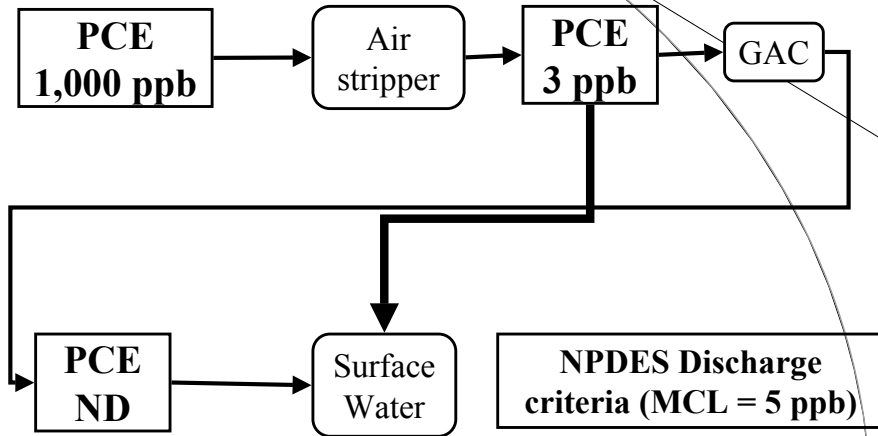 PCE
1,000 ppb
Air
stripper
PCE
3 ppb
GAC
PCE
ND
Surface
Water
NPDES Discharge
criteria (MCL = 5 ppb)